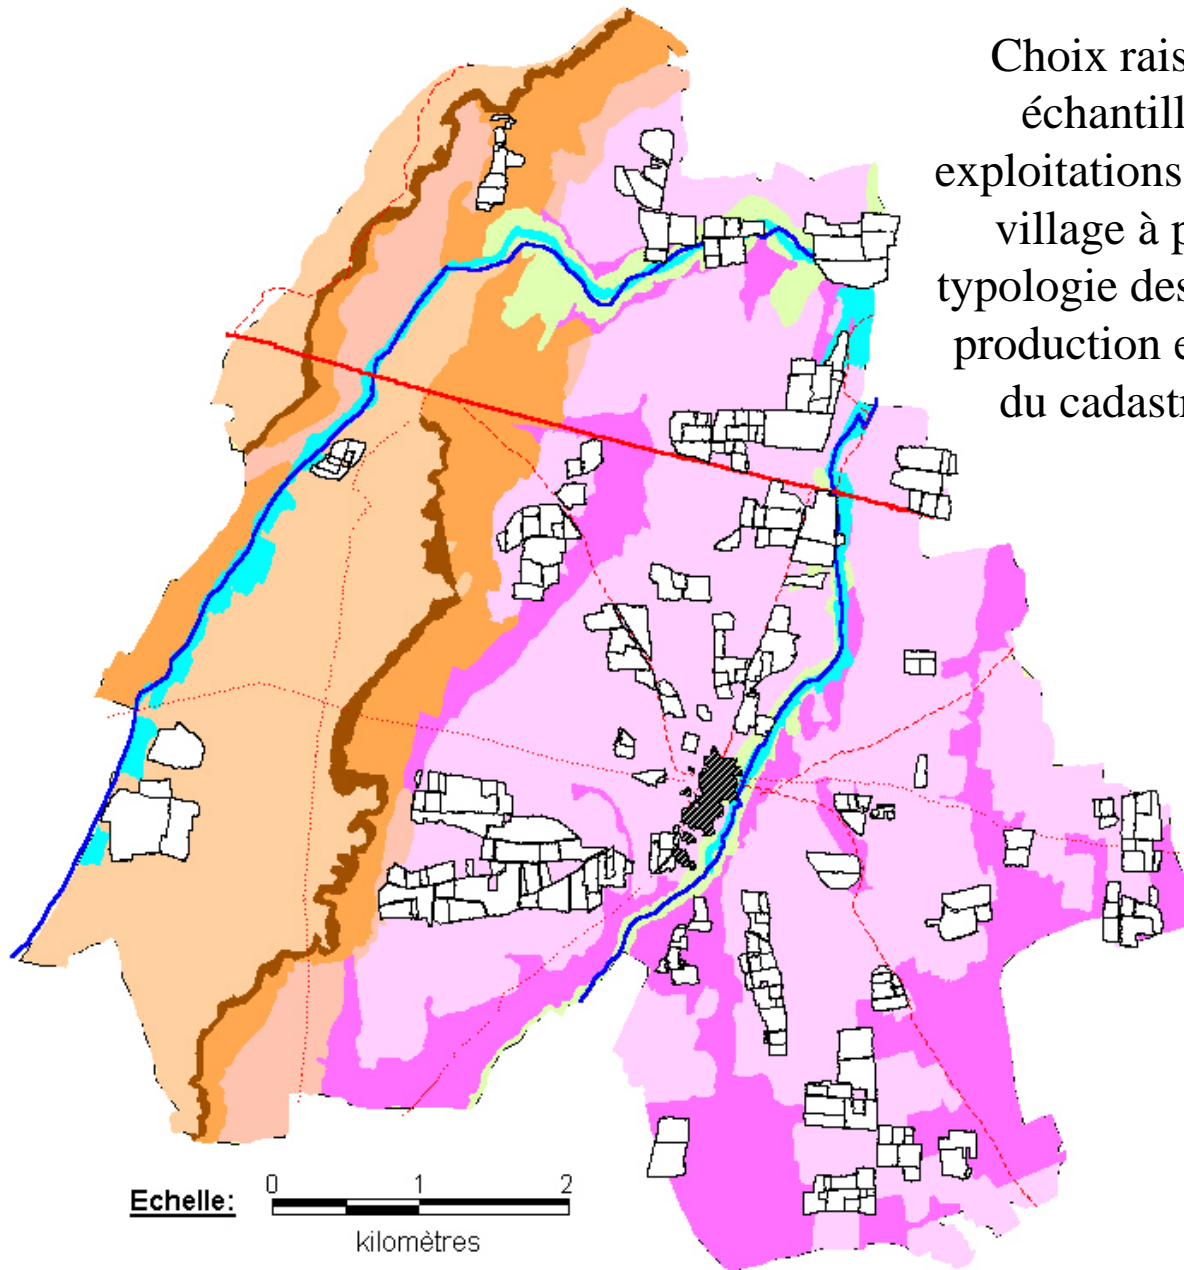 Choix rais
échantill
exploitations
village à p
typologie des
production e
du cadastr
Echelle:
0 1 2
kilomètres